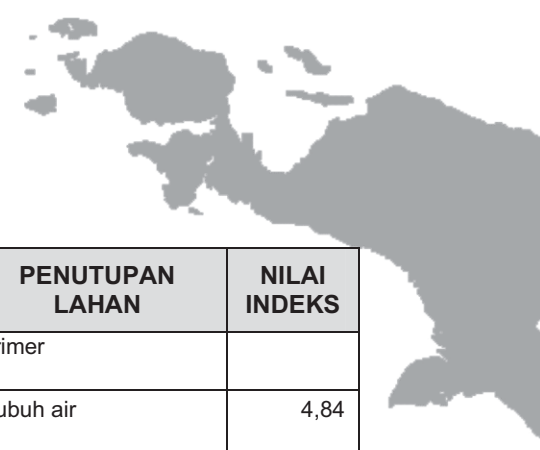 PENUTUPAN
LAHAN
NILAI
INDEKS
rimer
ubuh air
4,84